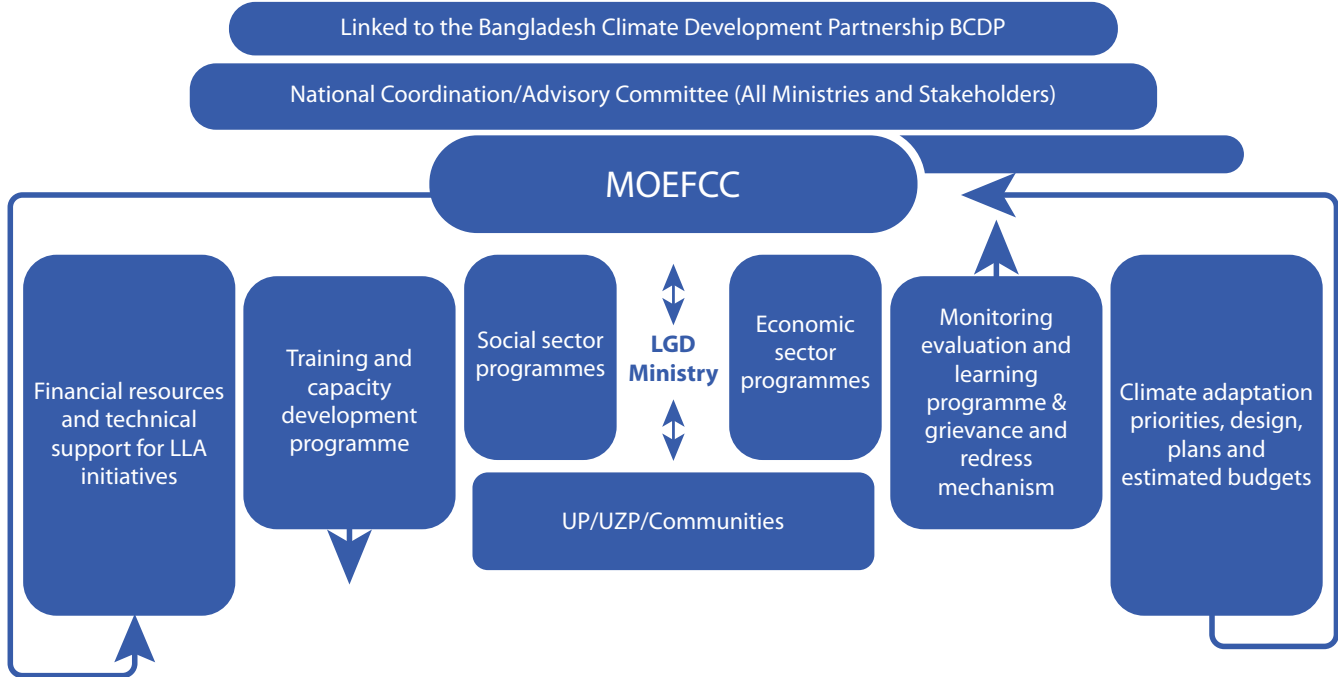 Linked to the Bangladesh Climate Development Partnership BCDP
National Coordination/Advisory Committee (All Ministries and Stakeholders)
MOEFCC
Financial resources
and technical
support for LLA
initiatives
Training and
capacity
development
programme
Social sector
programmes
LGD
Ministry
Economic
sector
programmes
Monitoring
evaluation and
learning
programme &
grievance and
redress
mechanism
Climate adaptation
priorities, design,
plans and
estimated budgets
UP/UZP/Communities